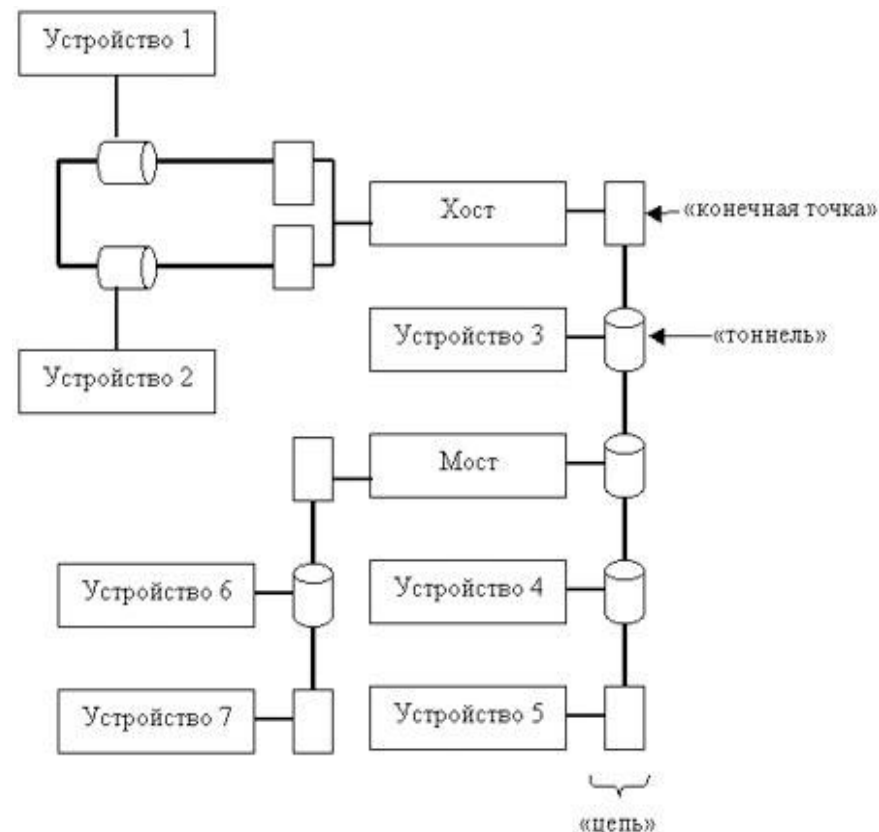 Устройство 1
Хост
«конечная точка»
Устройство 3
«тоннель»
Устройство 2
Мост
Устройство 6
Устройство 4
Устройство 7
Устройство 5
«цепь»